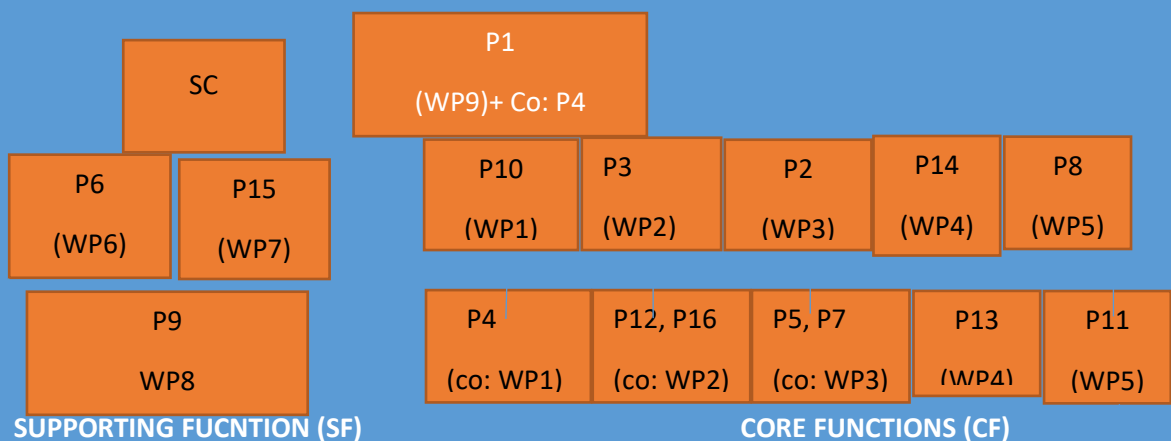 SC
P1
(WP9)+ Co: P4
P6
(WP6)
P15
(WP7)
P10
(WP1)
P3
(WP2)
P2
(WP3)
P14
(WP4)
P8
(WP5)
P9
WP8
P4
(co: WP1)
P12, P16
(co: WP2)
P5, P7
(co: WP3)
P13
(WP4)
P11
(WP5)
SUPPORTING FUCNTION (SF)
CORE FUNCTIONS (CF)